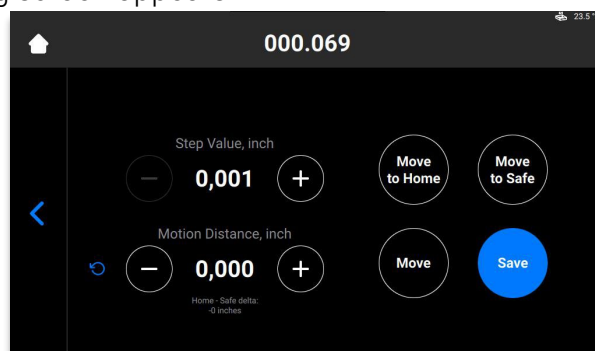 23.5°
000.069
Step Value, inch
0,001
Move
to Home
Move
to Safe
Motion Distance, inch
0,000
Home - Safe delta:
-0 inches
Move
Save